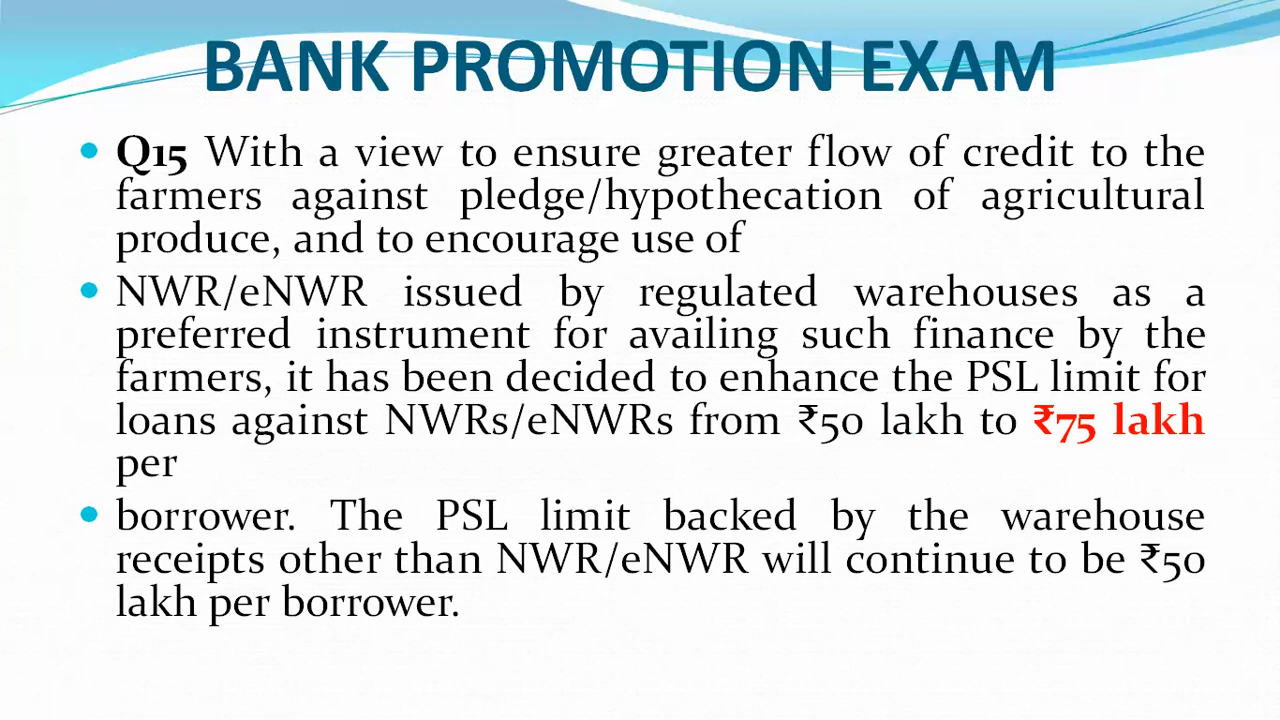 BANK PROMOTION EXAM
• Q15 With a view to ensure greater flow of credit to the
farmers against pledge/hypothecation of agricultural
produce, and to encourage use of
• NWR/eNWR issued by regulated warehouses as a
preferred instrument for availing such finance by the
farmers, it has been decided to enhance the PSL limit for
loans against NWRs/eNWRs from ₹50 lakh to ₹75 lakh
per
• borrower. The PSL limit backed by the warehouse
receipts other than NWR/eNWR will continue to be ₹50
lakh per borrower.